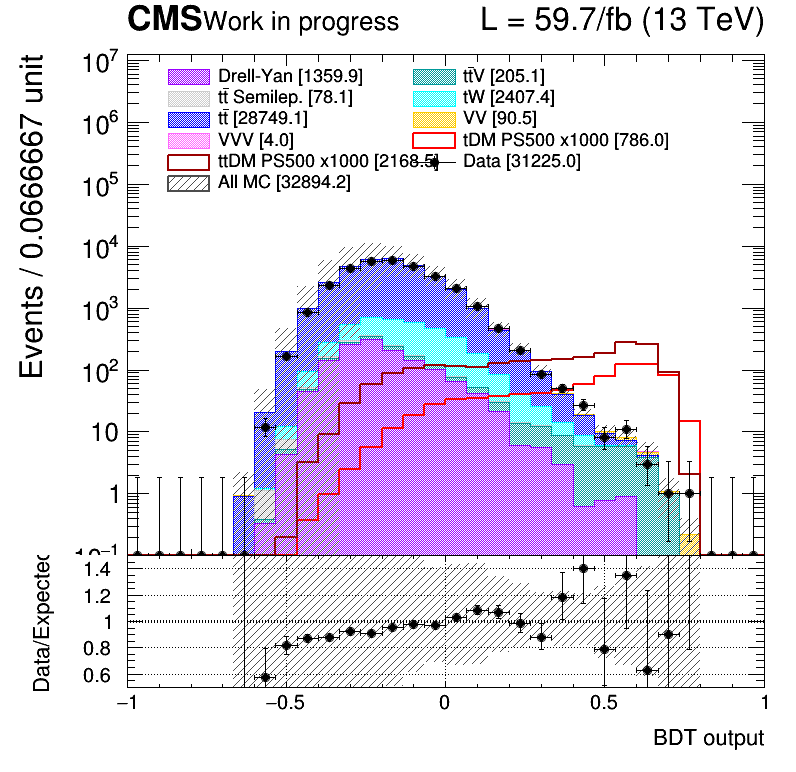 CMS Work in progress L = 59.7/fb (13 TeV)
Events / 0.0666667 unit
10⁷
10⁶
10⁵
10⁴
10³
10²
10
1
10⁻¹
Drell-Yan [1359.9] tt̄V [205.1]
tt̄ Semilep. [78.1] tW [2407.4]
tt̄ [28749.1] VV [90.5]
VVV [4.0] tDM PS500 x1000 [786.0]
ttDM PS500 x1000 [2168.5] Data [31225.0]
All MC [32894.2]
Data/Expected
1.4
1.2
1
0.8
0.6
−1 −0.5 0 0.5 1
BDT output